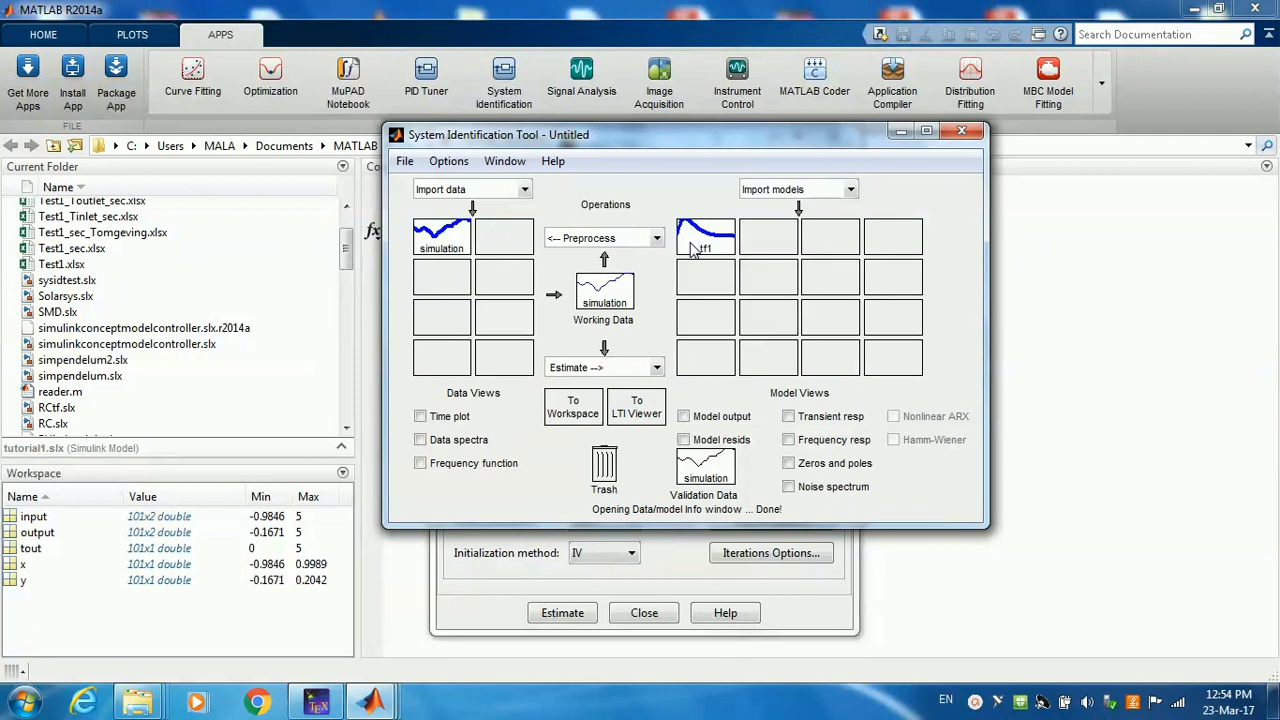 MATLAB R2014a
HOME PLOTS APPS Search Documentation
Get More Apps Install App Package App Curve Fitting Optimization MuPAD Notebook PID Tuner System Identification Signal Analysis Image Acquisition Instrument Control MATLAB Coder Application Compiler Distribution Fitting MBC Model Fitting
FILE
C: Users MALA Documents MATLAB
Current Folder
Name
Test1_Toutlet_sec.xlsx
Test1_Tinlet_sec.xlsx
Test1_sec_Tomgeving.xlsx
Test1_sec.xlsx
Test1.xlsx
sysidtest.slx
Solarsys.slx
SMD.slx
simulinkconceptmodelcontroller.slx.r2014a
simulinkconceptmodelcontroller.slx
simpendelum2.slx
simpendelum.slx
reader.m
RCtf.slx
RC.slx
tutorial1.slx (Simulink Model)
Workspace
Name Value Min Max
input 101x2 double -0.9846 5
output 101x2 double -0.1671 5
tout 101x1 double 0 5
x 101x1 double -0.9846 0.9989
y 101x1 double -0.1671 0.2042
fx
System Identification Tool - Untitled
File Options Window Help
Import data Import models
Operations
<-- Preprocess
simulation
tf1
simulation
Working Data
Estimate -->
Data Views
Time plot
Data spectra
Frequency function
To Workspace
To LTI Viewer
Trash
Model Views
Model output Transient resp Nonlinear ARX
Model resids Frequency resp Hamm-Wiener
Zeros and poles
Noise spectrum
simulation
Validation Data
Opening Data/model Info window ... Done!
Initialization method: IV Iterations Options...
Estimate Close Help
EN
12:54 PM
23-Mar-17